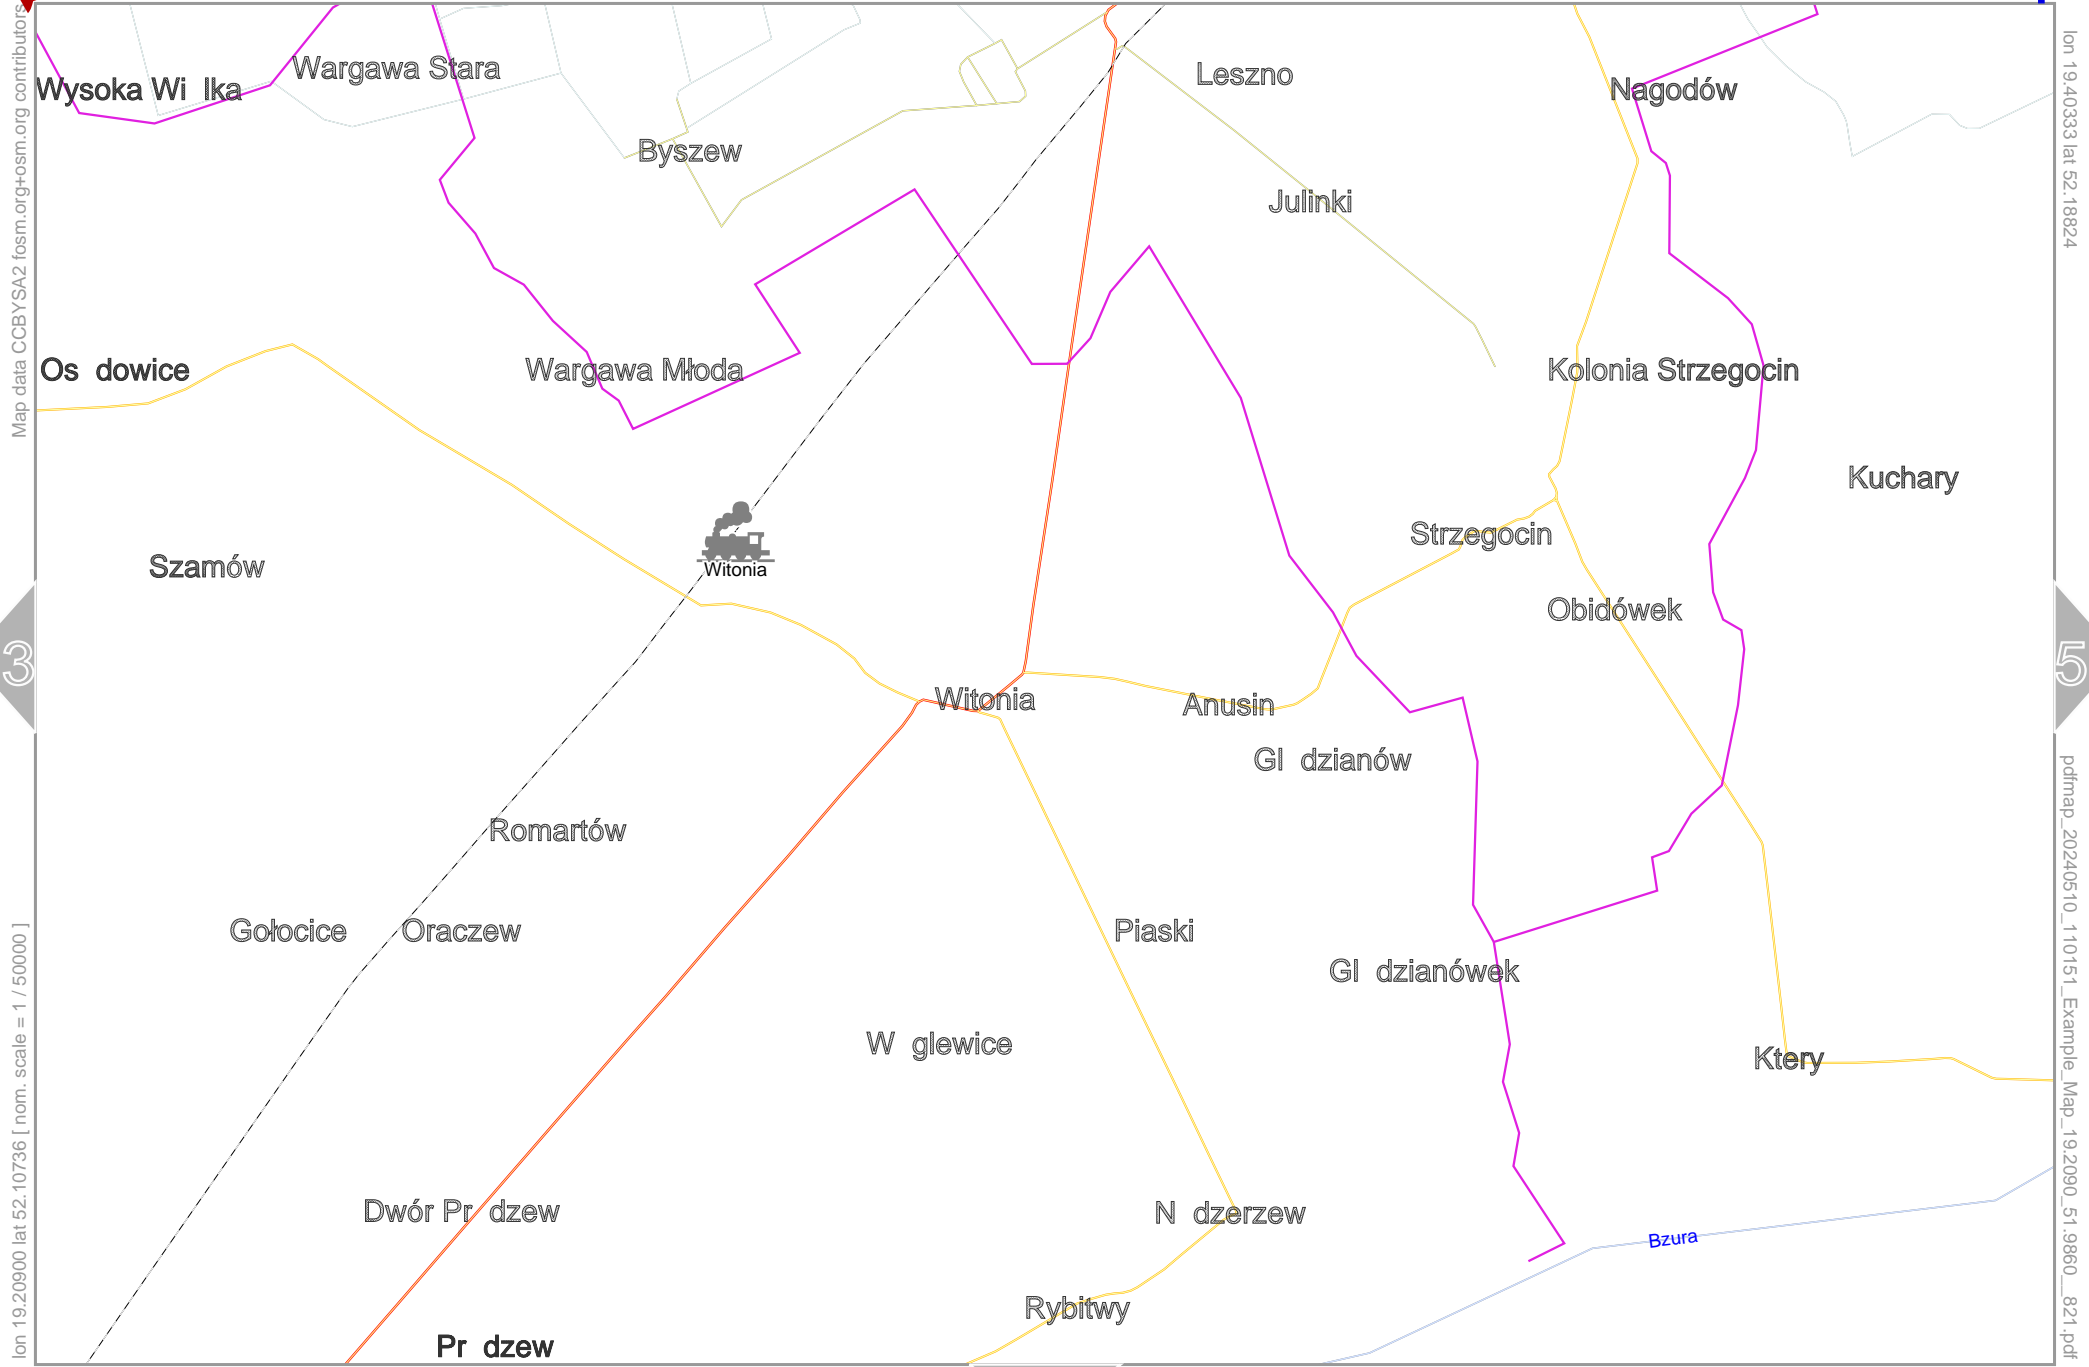 Map data CCBYSA2 fosm.org+osm.org contributors
lon 19.20900 lat 52.10736 [ nom. scale = 1 / 50000 ]
lon 19.40333 lat 52.18824
pdfmap_20240510_110151_Example_Map_19.2090_51.9860__821.pdf
3
5
Wargawa Stara
Leszno
Wysoka Wi lka
Nagodów
Byszew
Julinki
Os dowice
Wargawa Młoda
Kolonia Strzegocin
Kuchary
Strzegocin
Szamów
Witonia
Obidówek
Witonia
Anusin
Gl dzianów
Romartów
Gołocice
Oraczew
Piaski
Gl dzianówek
W glewice
Ktery
Dwór Pr dzew
N dzerzew
Bzura
Rybitwy
Pr dzew